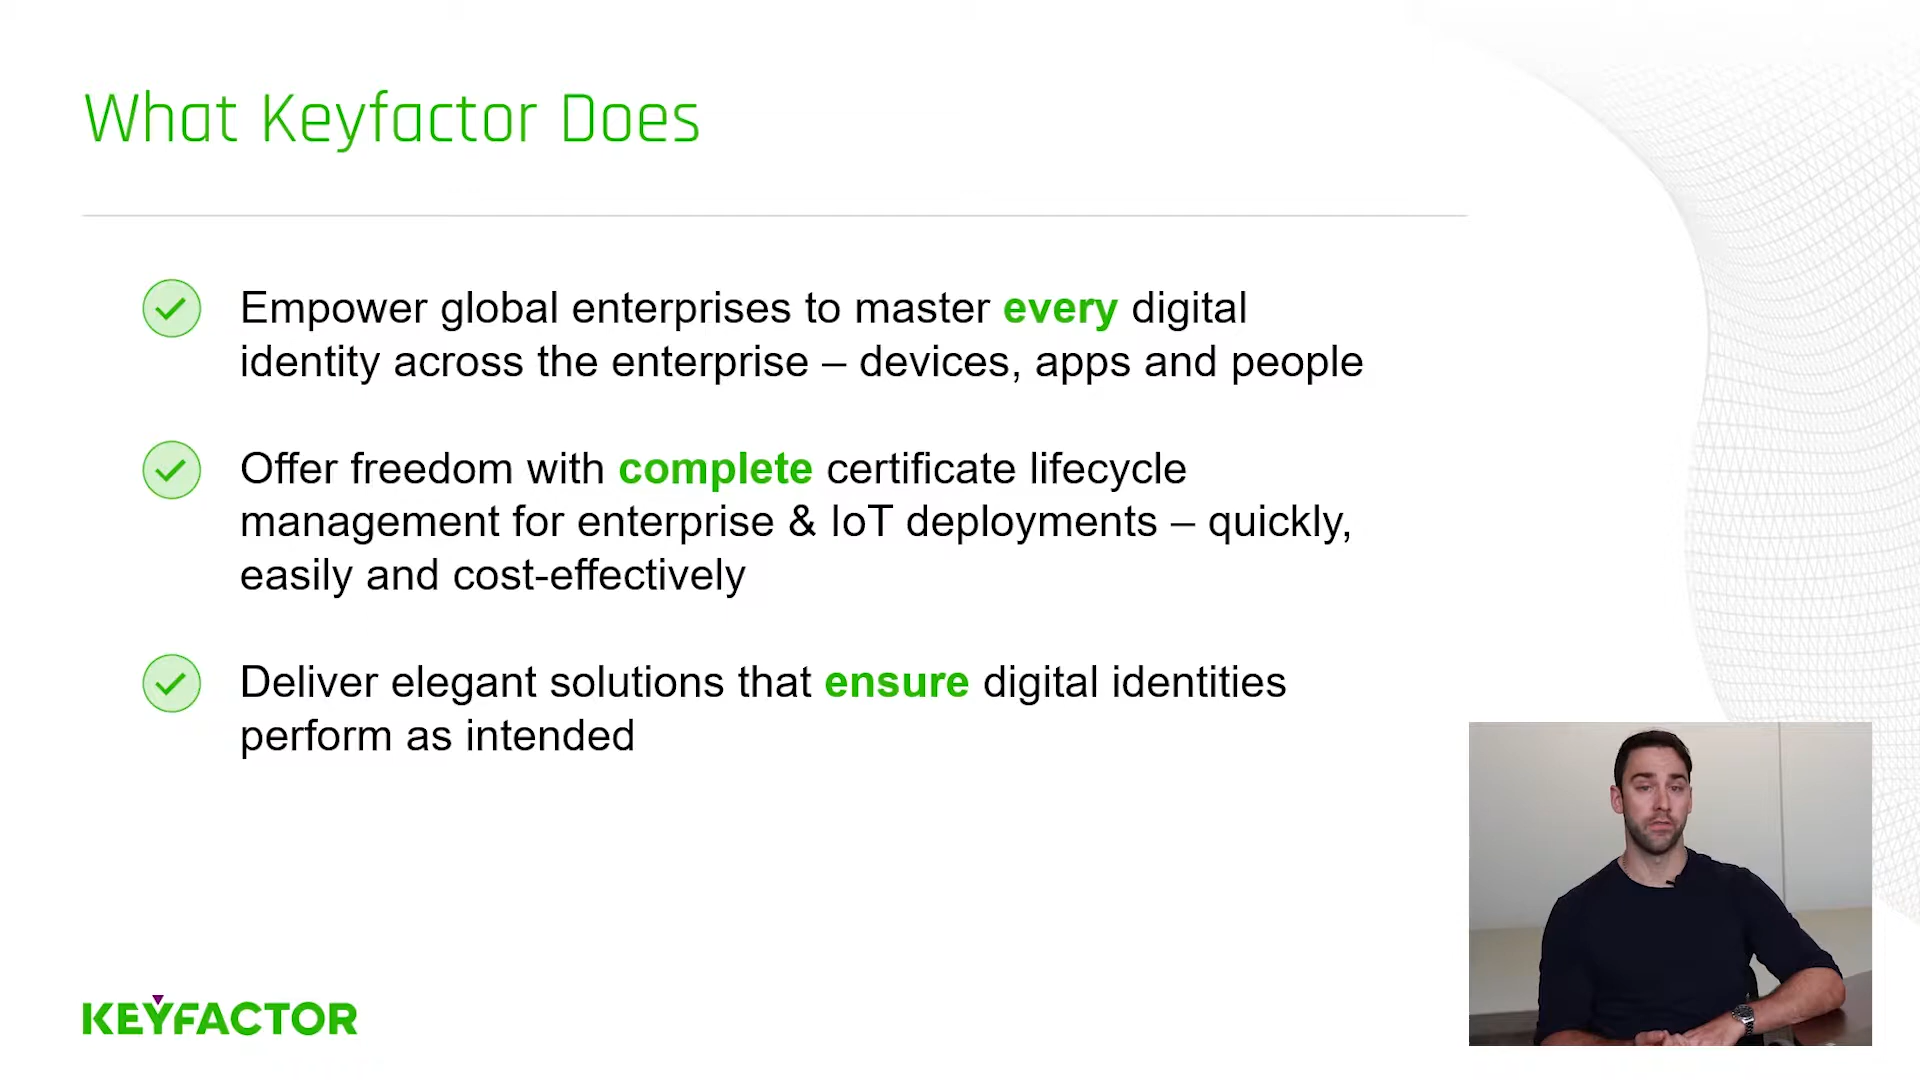 What Keyfactor Does
Empower global enterprises to master every digital
identity across the enterprise – devices, apps and people
Offer freedom with complete certificate lifecycle
management for enterprise & IoT deployments – quickly,
easily and cost-effectively
Deliver elegant solutions that ensure digital identities
perform as intended
KEYFACTOR